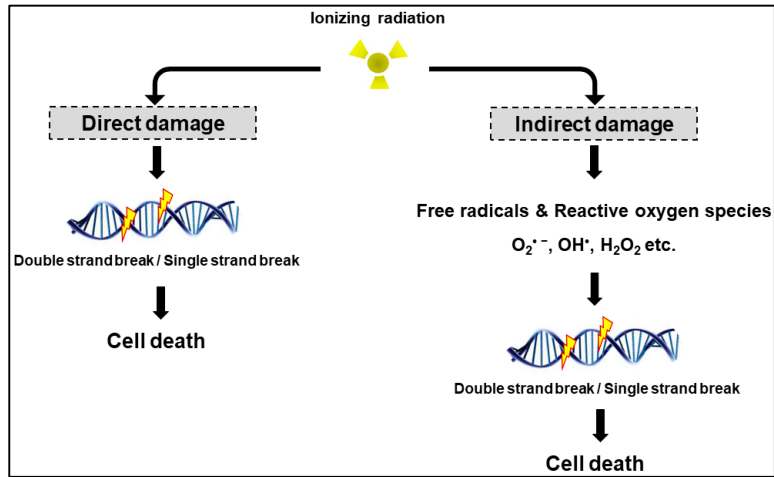 Ionizing radiation
Direct damage
Double strand break / Single strand break
Cell death
Indirect damage
Free radicals & Reactive oxygen species
O₂•⁻, OH•, H₂O₂ etc.
Double strand break / Single strand break
Cell death